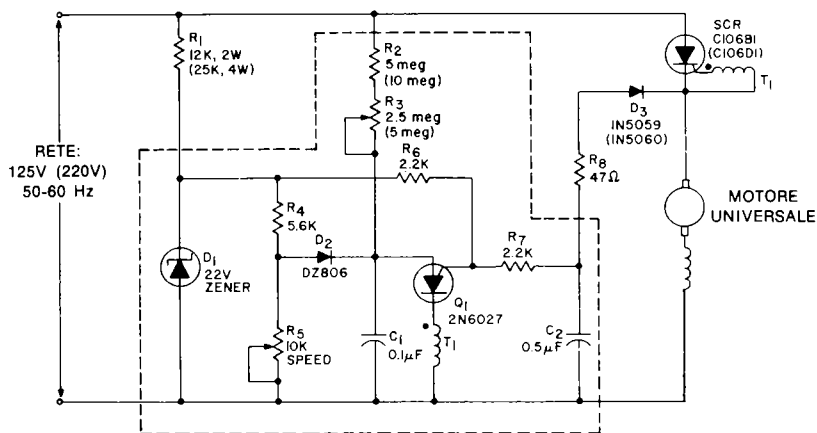 SCR
C106B1
(C106D1)
T1
R1
12K, 2W
(25K, 4W)
R2
5 meg
(10 meg)
R3
2.5 meg
(5 meg)
D3
1N5059
(1N5060)
R6
2.2K
R8
47Ω
RETE:
125V (220V)
50-60 Hz
MOTORE
UNIVERSALE
R4
5.6K
D2
DZ806
R7
2.2K
D1
22V
ZENER
Q1
2N6027
R5
10K
SPEED
C1
0.1µF
T1
C2
0.5µF